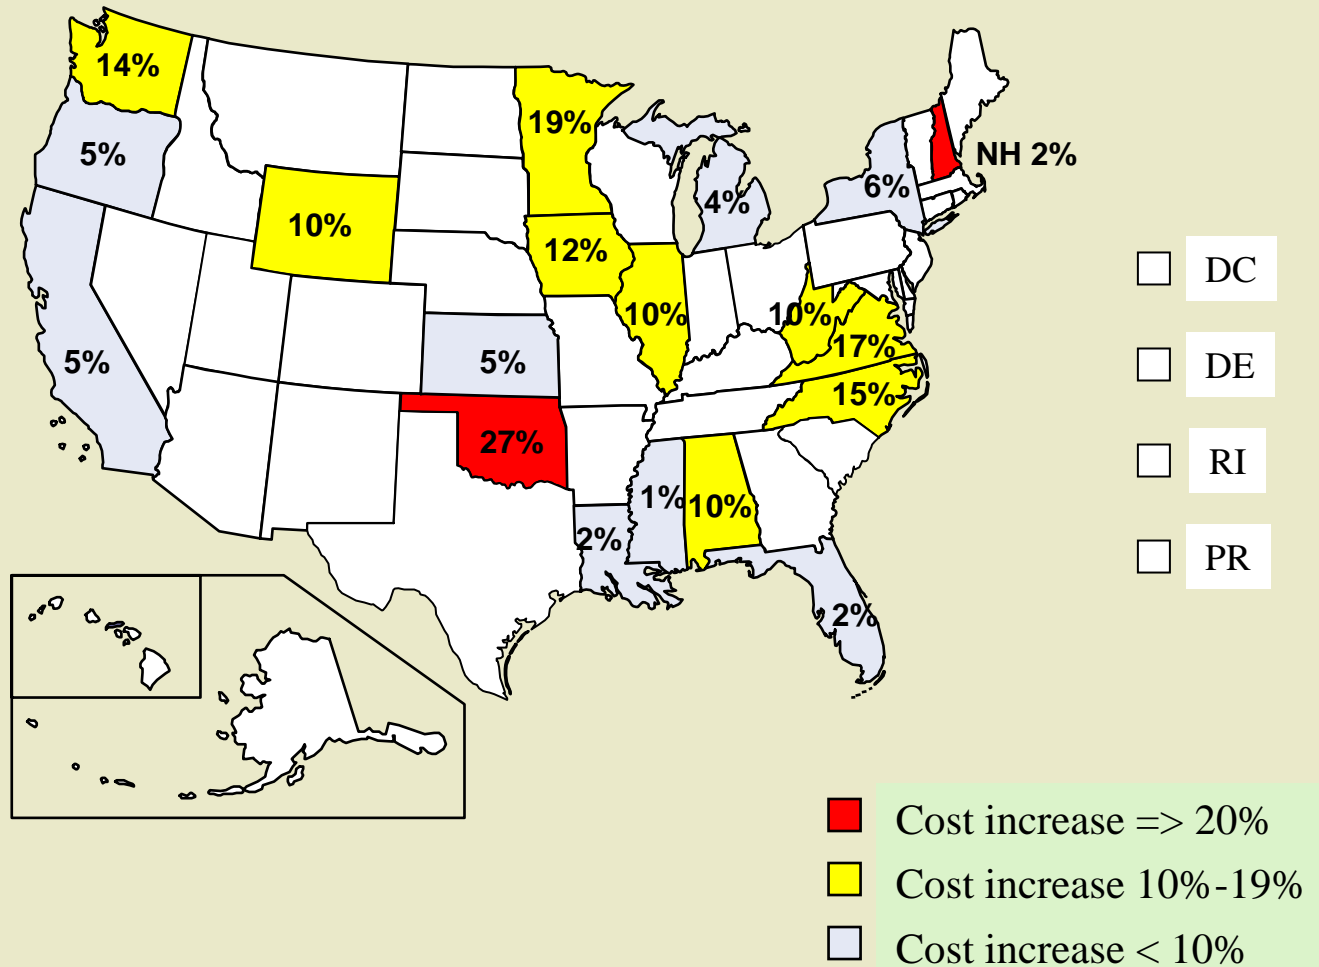 14%
19%
5%
NH 2%
6%
4%
10%
12%
DC
10%
10%
17%
5%
5%
DE
15%
27%
RI
1%
10%
2%
PR
2%
Cost increase => 20%
Cost increase 10%-19%
Cost increase < 10%